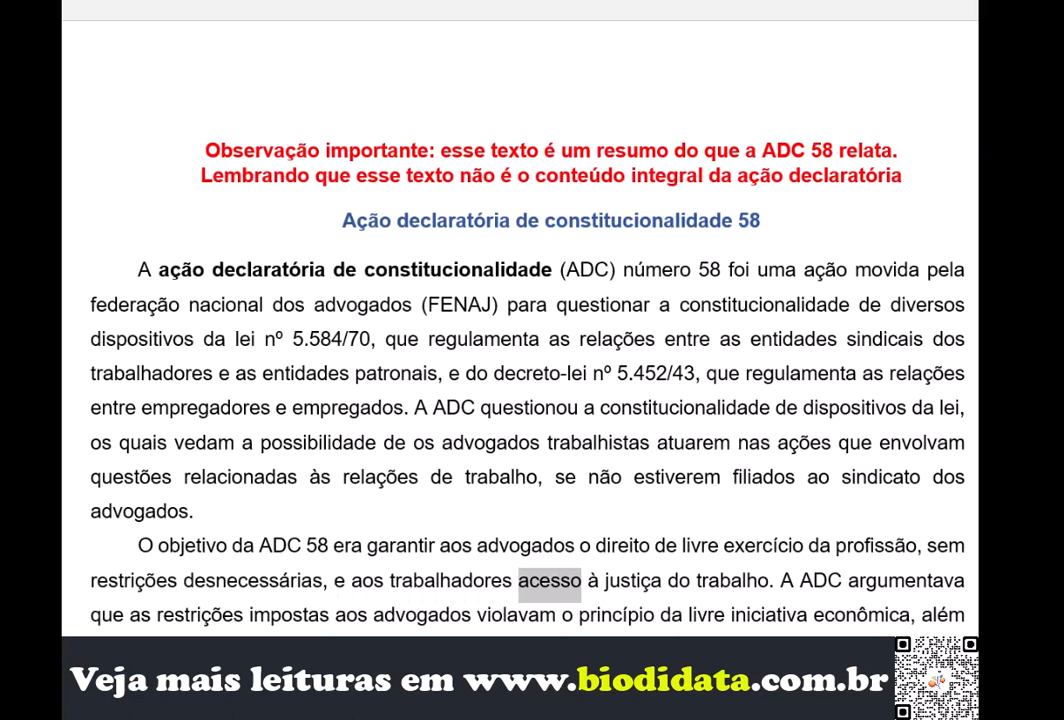 Observação importante: esse texto é um resumo do que a ADC 58 relata.
Lembrando que esse texto não é o conteúdo integral da ação declaratória
Ação declaratória de constitucionalidade 58
A ação declaratória de constitucionalidade (ADC) número 58 foi uma ação movida pela
federação nacional dos advogados (FENAJ) para questionar a constitucionalidade de diversos
dispositivos da lei nº 5.584/70, que regulamenta as relações entre as entidades sindicais dos
trabalhadores e as entidades patronais, e do decreto-lei nº 5.452/43, que regulamenta as relações
entre empregadores e empregados. A ADC questionou a constitucionalidade de dispositivos da lei,
os quais vedam a possibilidade de os advogados trabalhistas atuarem nas ações que envolvam
questões relacionadas às relações de trabalho, se não estiverem filiados ao sindicato dos
advogados.
O objetivo da ADC 58 era garantir aos advogados o direito de livre exercício da profissão, sem
restrições desnecessárias, e aos trabalhadores acesso à justiça do trabalho. A ADC argumentava
que as restrições impostas aos advogados violavam o princípio da livre iniciativa econômica, além
Veja mais leituras em www.biodidata.com.br